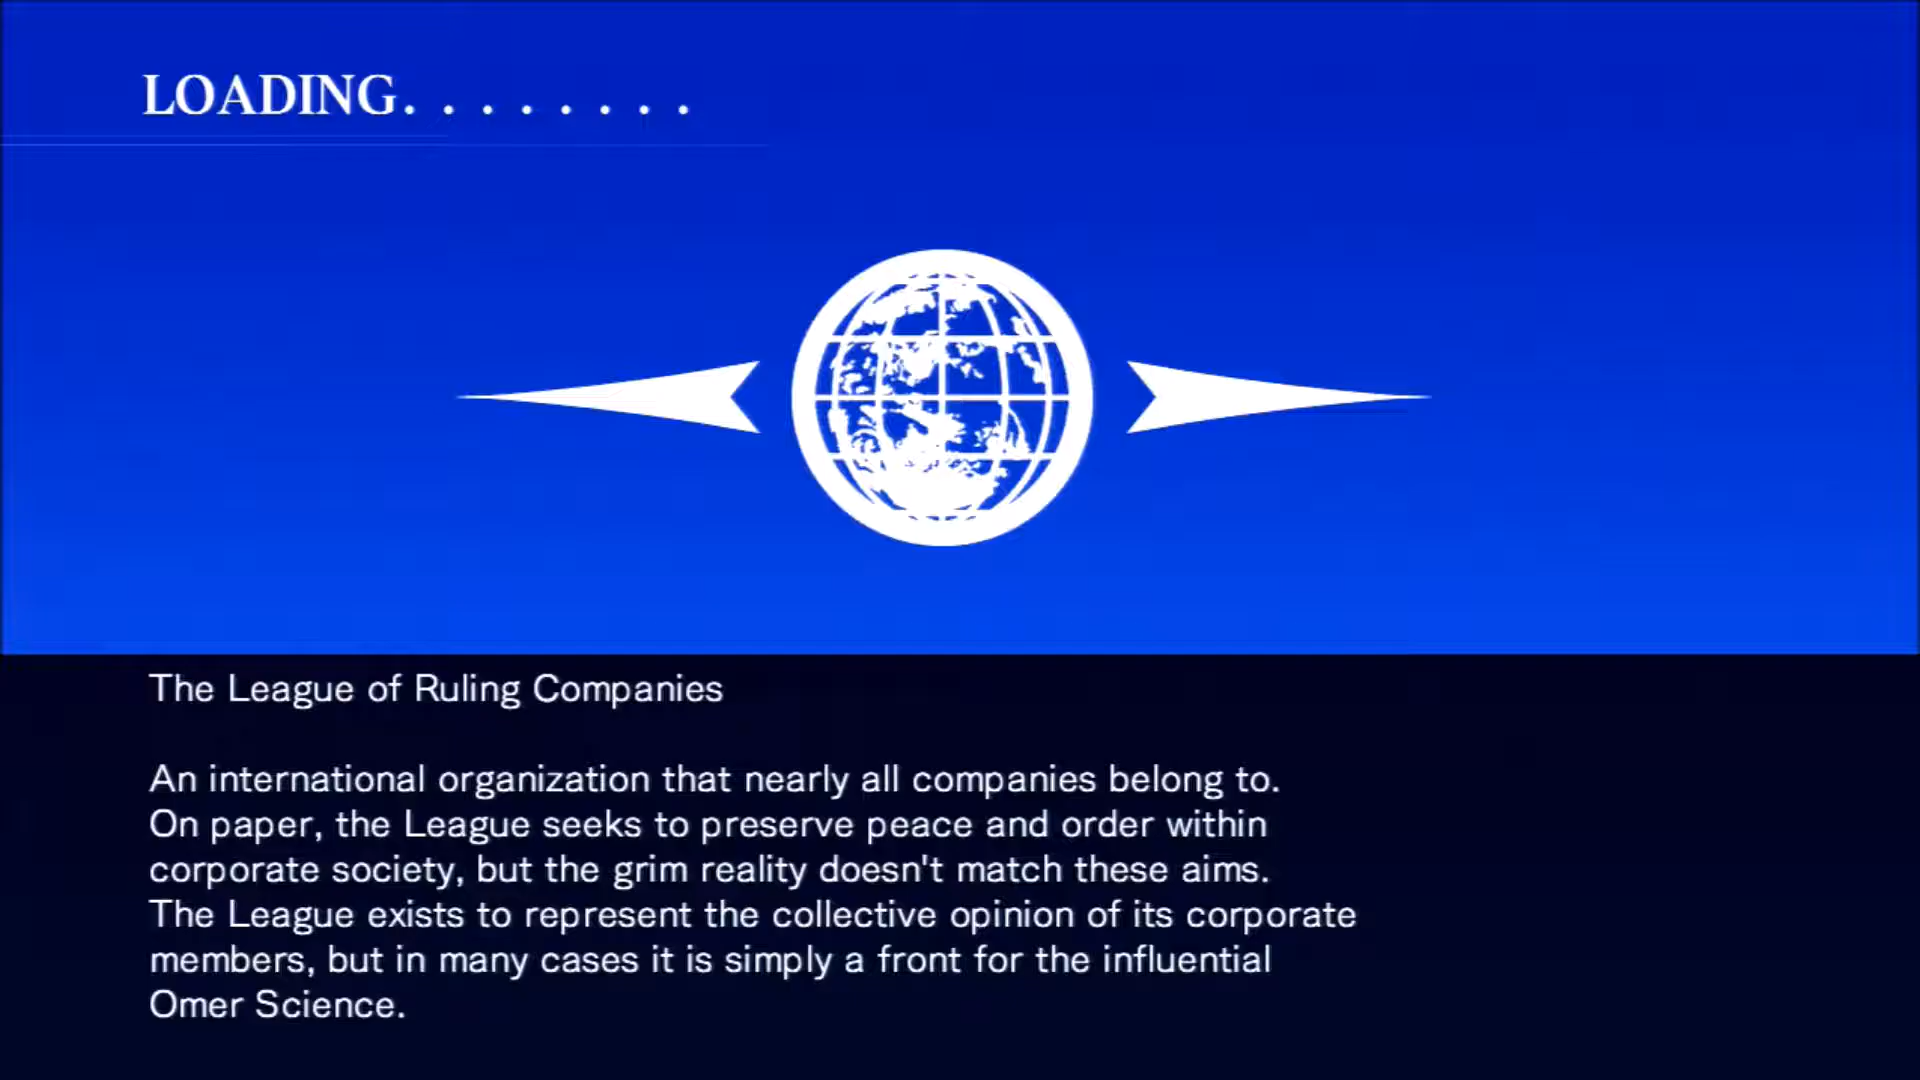 LOADING. . . . . . . .
The League of Ruling Companies
An international organization that nearly all companies belong to.
On paper, the League seeks to preserve peace and order within
corporate society, but the grim reality doesn't match these aims.
The League exists to represent the collective opinion of its corporate
members, but in many cases it is simply a front for the influential
Omer Science.